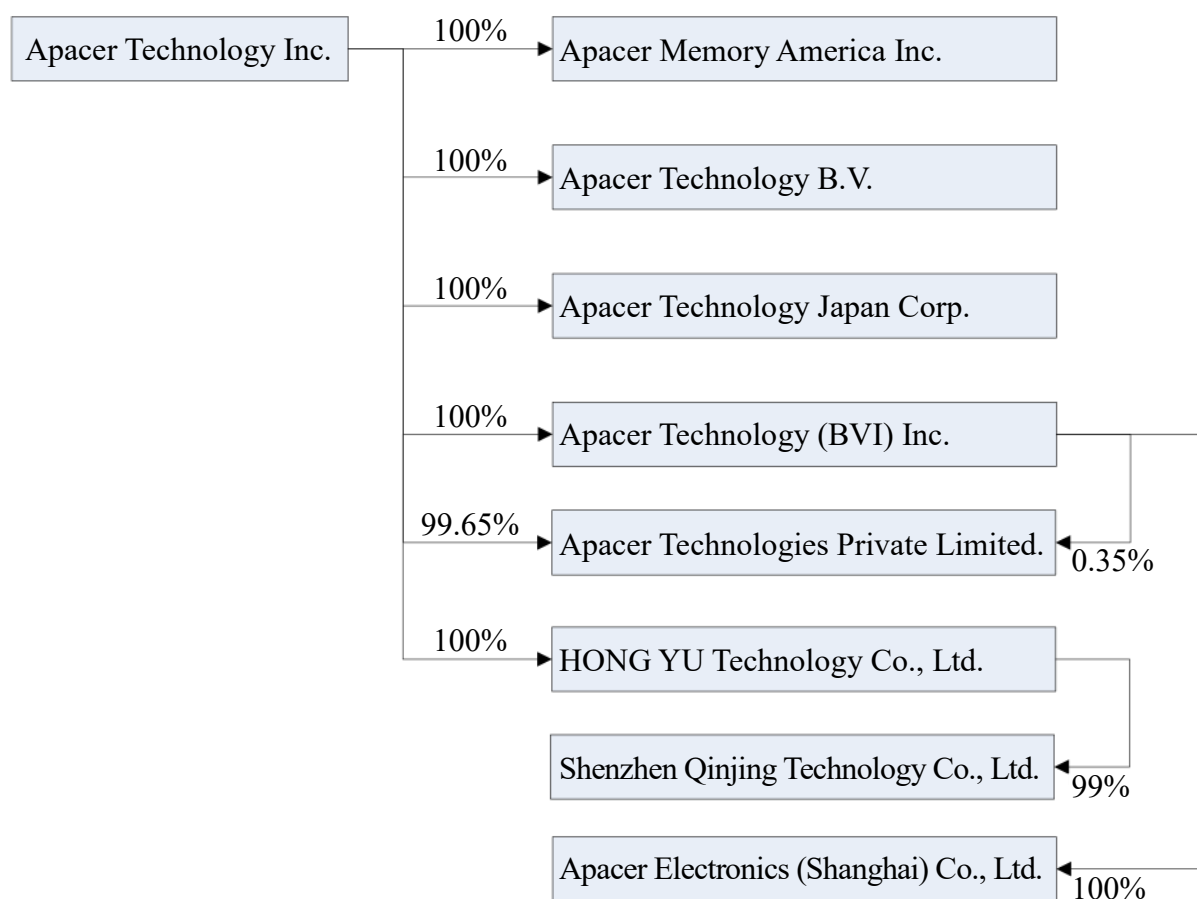 Apacer Technology Inc.
100%
Apacer Memory America Inc.
100%
Apacer Technology B.V.
100%
Apacer Technology Japan Corp.
100%
Apacer Technology (BVI) Inc.
99.65%
Apacer Technologies Private Limited.
0.35%
100%
HONG YU Technology Co., Ltd.
Shenzhen Qinjing Technology Co., Ltd.
99%
Apacer Electronics (Shanghai) Co., Ltd.
100%